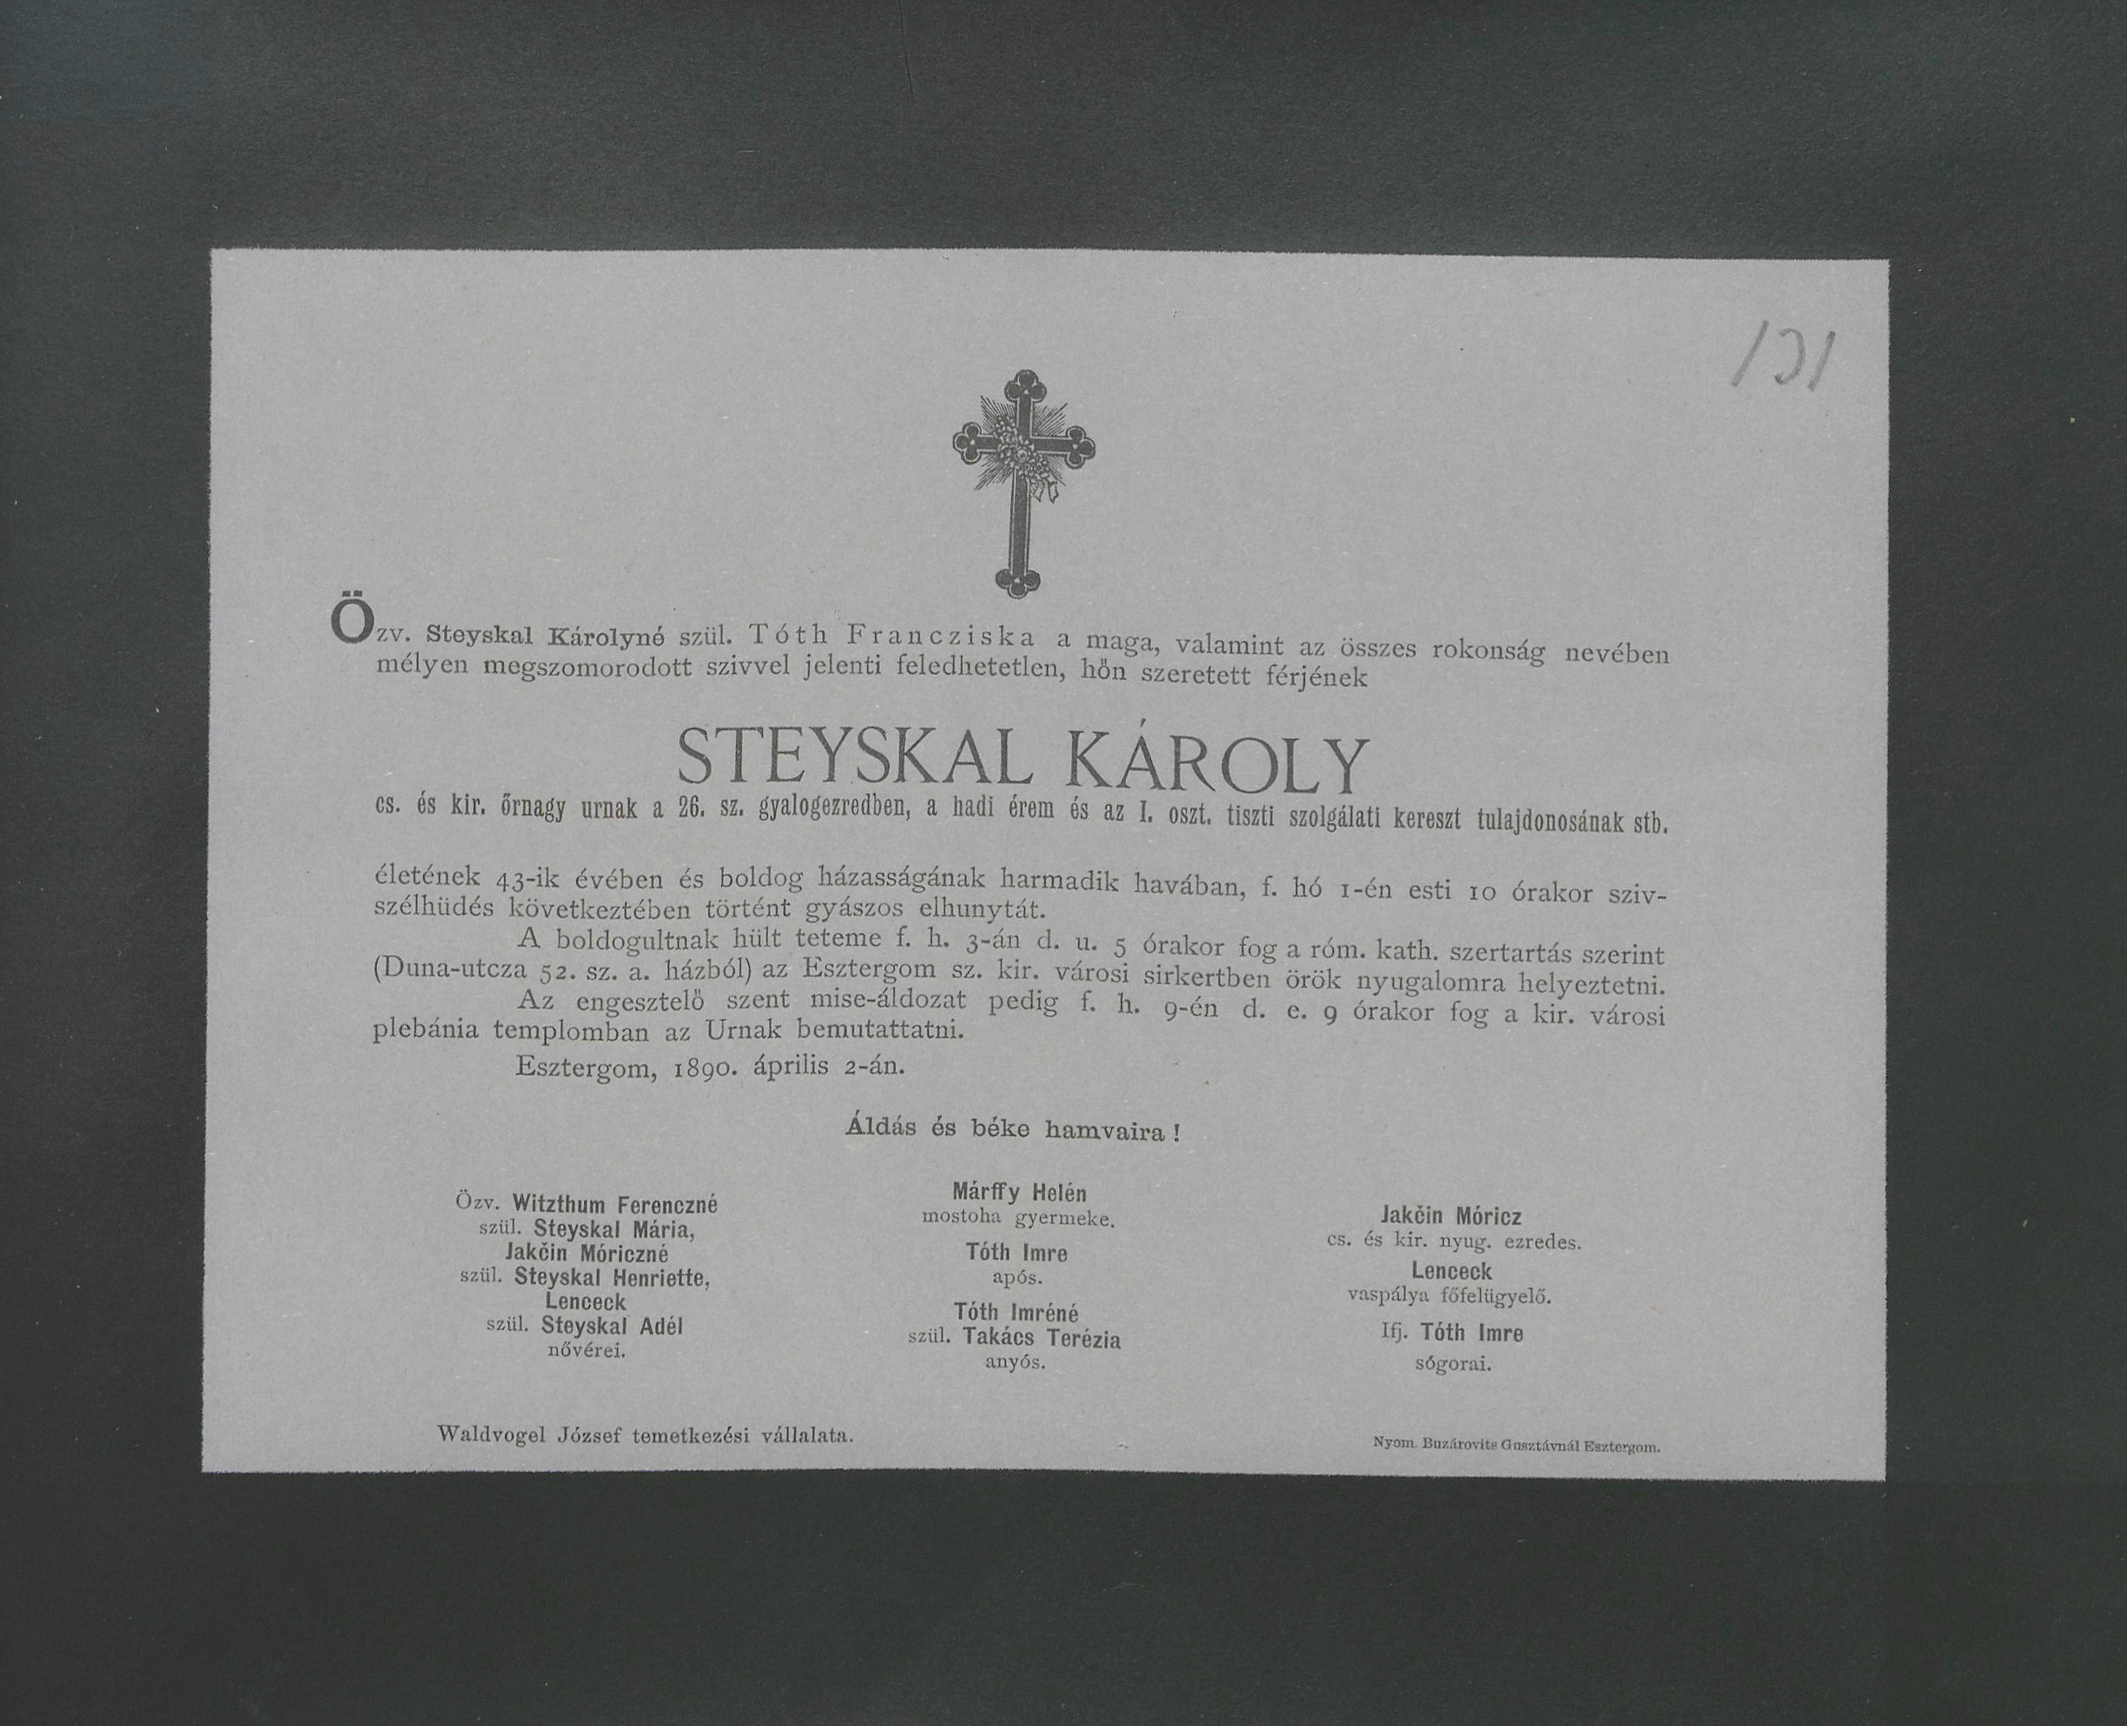 131
Özv. Steyskal Károlyné szül. Tóth Francziska a maga, valamint az összes rokonság nevében
mélyen megszomorodott szivvel jelenti feledhetetlen, hőn szeretett férjének
STEYSKAL KÁROLY
cs. és kir. őrnagy urnak a 26. sz. gyalogezredben, a hadi érem és az I. oszt. tiszti szolgálati kereszt tulajdonosának stb.
életének 43-ik évében és boldog házasságának harmadik havában, f. hó 1-én esti 10 órakor sziv-
szélhüdés következtében történt gyászos elhunytát.
A boldogultnak hült teteme f. h. 3-án d. u. 5 órakor fog a róm. kath. szertartás szerint
(Duna-utcza 52. sz. a. házból) az Esztergom sz. kir. városi sirkertben örök nyugalomra helyeztetni.
Az engesztelő szent mise-áldozat pedig f. h. 9-én d. e. 9 órakor fog a kir. városi
plebánia templomban az Urnak bemutattatni.
Esztergom, 1890. április 2-án.
Áldás és béke hamvaira !
Özv. Witzthum Ferenczné
szül. Steyskal Mária,
Jakčin Móriczné
szül. Steyskal Henriette,
Lenceck
szül. Steyskal Adél
nővérei.
Márffy Helén
mostoha gyermeke.
Tóth Imre
após.
Tóth Imréné
szül. Takács Terézia
anyós.
Jakčin Móricz
cs. és kir. nyug. ezredes.
Lenceck
vaspálya főfelügyelő.
Ifj. Tóth Imre
sógorai.
Waldvogel József temetkezési vállalata.
Nyom. Buzárovits Gusztávnál Esztergom.